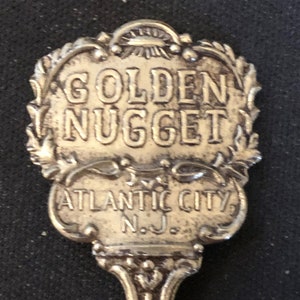 GOLDEN
NUGGET
ATLANTIC CITY,
N.J.